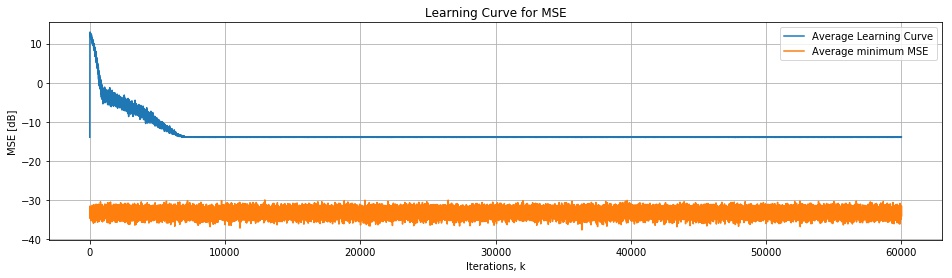 Learning Curve for MSE
Average Learning Curve
Average minimum MSE
MSE [dB]
10
0
−10
−20
−30
−40
0 10000 20000 30000 40000 50000 60000
Iterations, k